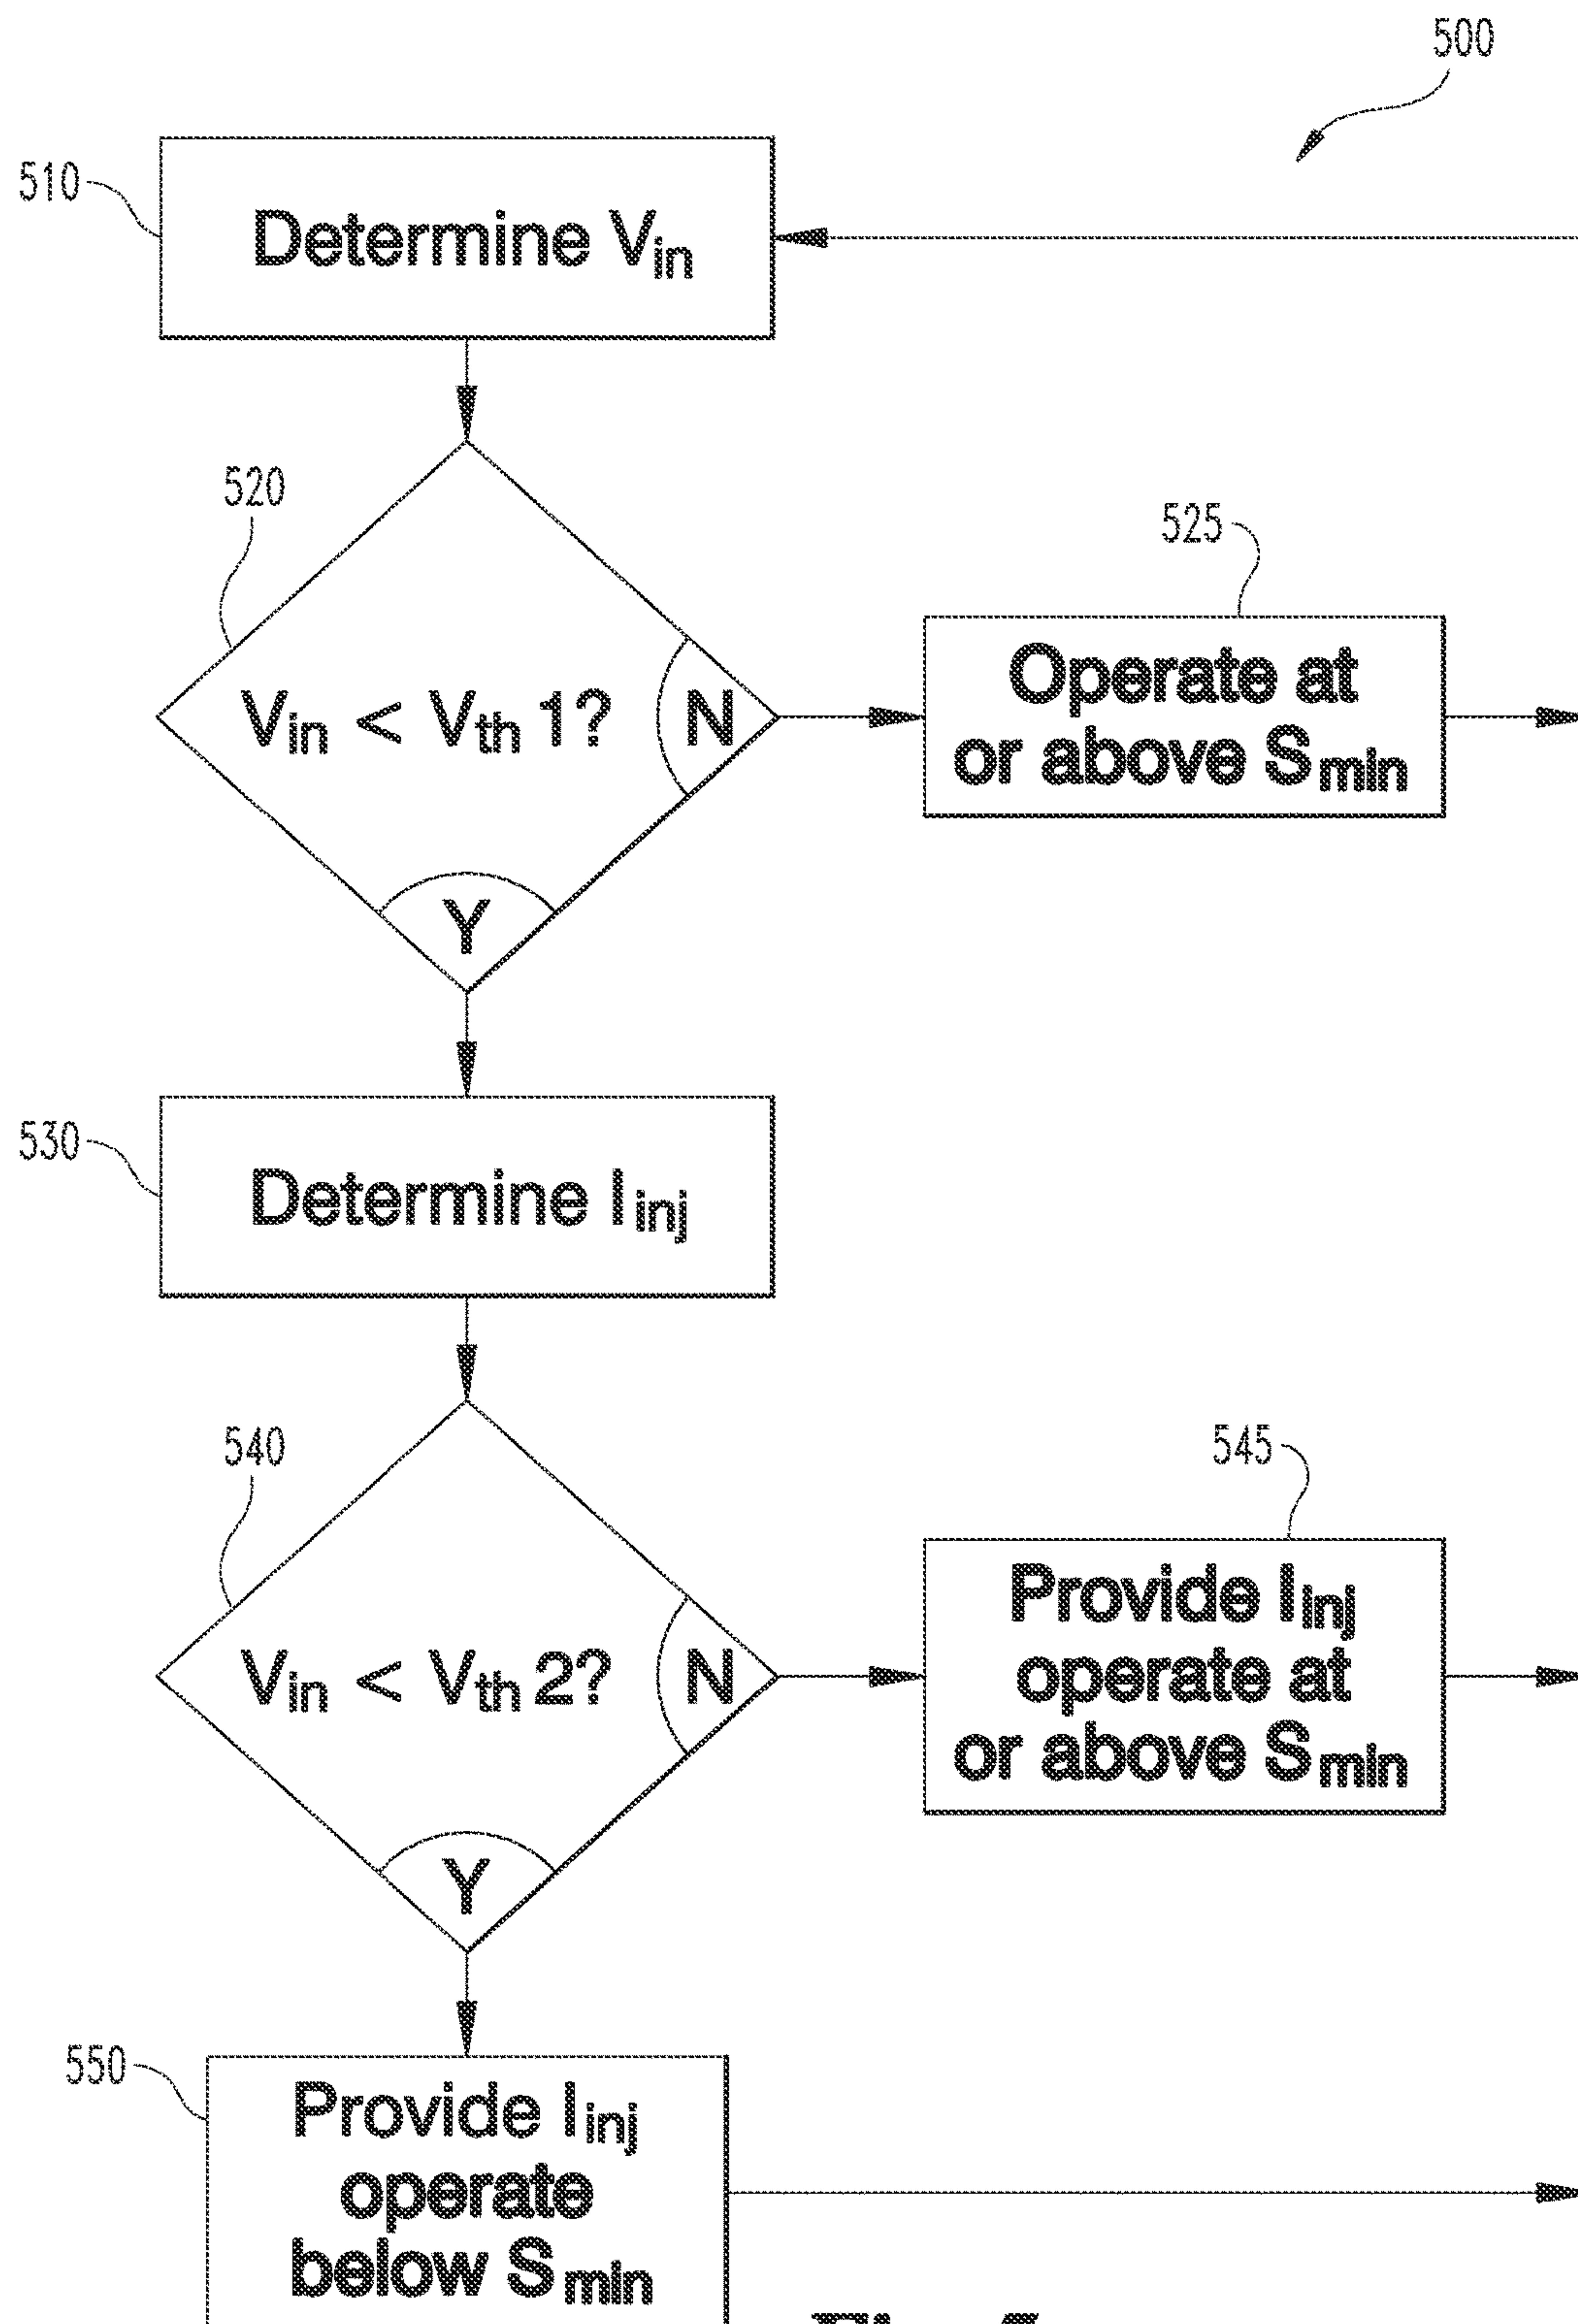 500
510
Determine Vin
520
Vin < Vth 1?
N
Y
525
Operate at
or above Smin
530
Determine Iinj
540
Vin < Vth 2?
N
Y
545
Provide Iinj
operate at
or above Smin
550
Provide Iinj
operate
below Smin